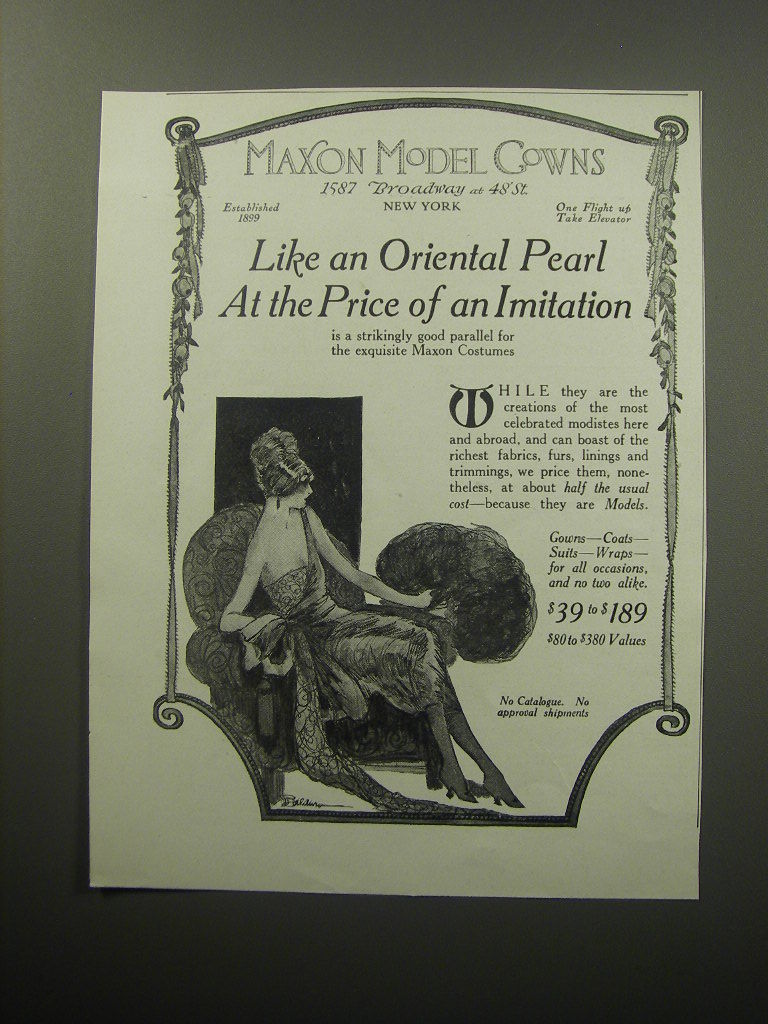 MAXON MODEL GOWNS
1587 Broadway at 48 St.
Established
1899
NEW YORK
One Flight up
Take Elevator
Like an Oriental Pearl
At the Price of an Imitation
is a strikingly good parallel for
the exquisite Maxon Costumes
WHILE they are the
creations of the most
celebrated modistes here
and abroad, and can boast of the
richest fabrics, furs, linings and
trimmings, we price them, none-
theless, at about half the usual
cost—because they are Models.
Gowns—Coats—
Suits—Wraps—
for all occasions,
and no two alike.
$39 to $189
$80 to $380 Values
No Catalogue. No
approval shipments